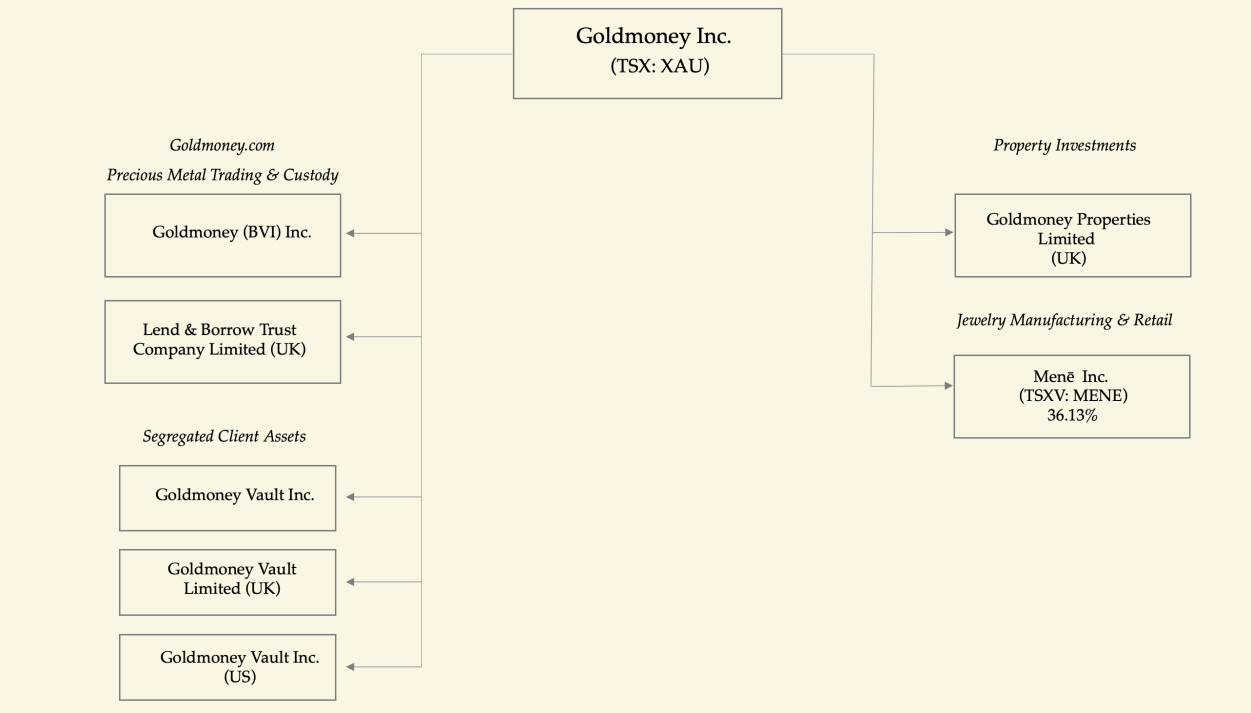 Goldmoney Inc.
(TSX: XAU)
Goldmoney.com
Precious Metal Trading & Custody
Goldmoney (BVI) Inc.
Lend & Borrow Trust
Company Limited (UK)
Segregated Client Assets
Goldmoney Vault Inc.
Goldmoney Vault
Limited (UK)
Goldmoney Vault Inc.
(US)
Property Investments
Goldmoney Properties
Limited
(UK)
Jewelry Manufacturing & Retail
Menē Inc.
(TSXV: MENE)
36.13%